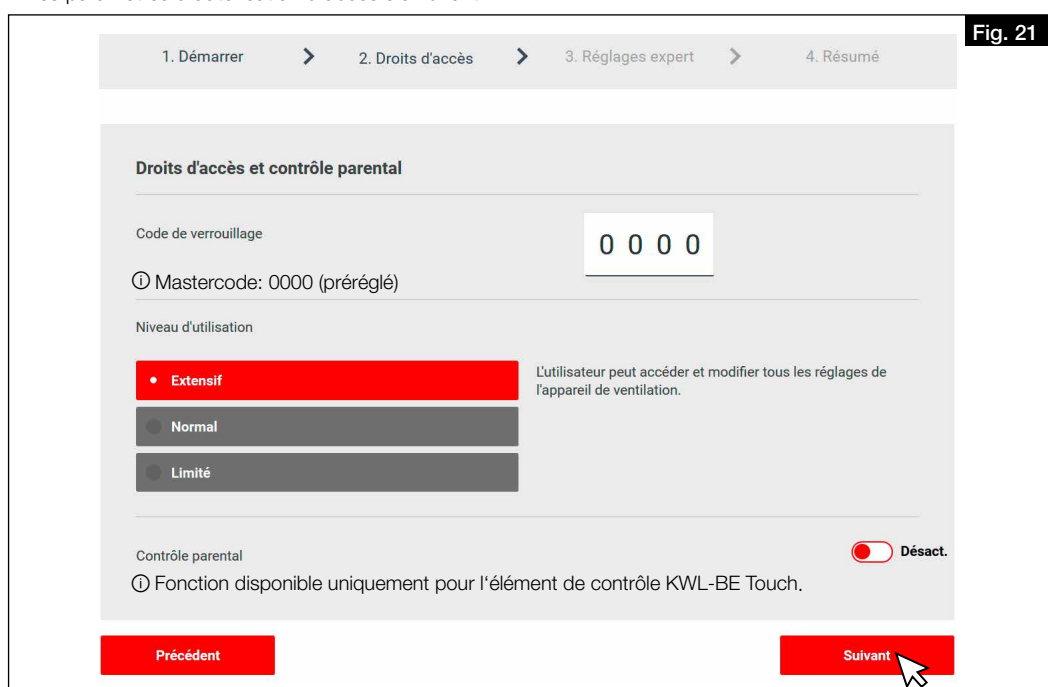 Fig. 21
1. Démarrer > 2. Droits d'accès > 3. Réglages expert > 4. Résumé
Droits d'accès et contrôle parental
Code de verrouillage
0 0 0 0
ⓘ Mastercode: 0000 (préréglé)
Niveau d'utilisation
Extensif
L'utilisateur peut accéder et modifier tous les réglages de
l'appareil de ventilation.
Normal
Limité
Contrôle parental
Désact.
ⓘ Fonction disponible uniquement pour l‘élément de contrôle KWL-BE Touch.
Précédent
Suivant